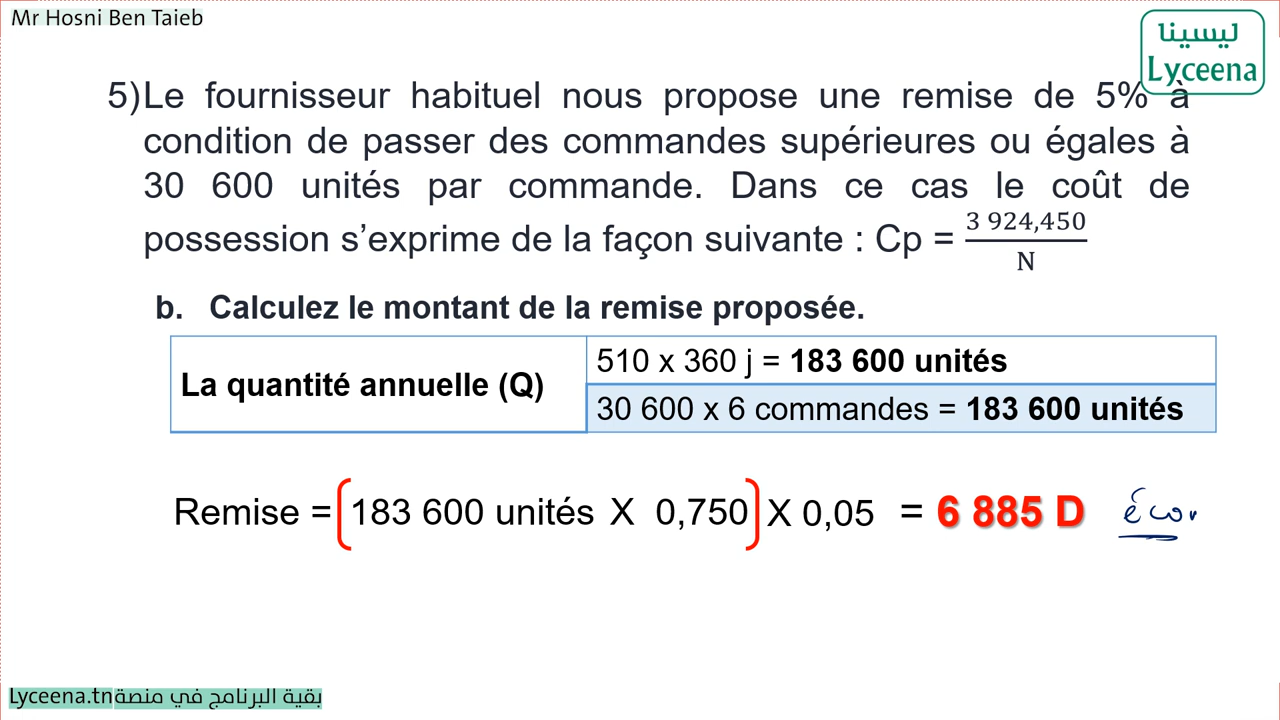 Mr Hosni Ben Taieb
ليسينا
Lyceena
5)Le fournisseur habituel nous propose une remise de 5% à
condition de passer des commandes supérieures ou égales à
30 600 unités par commande. Dans ce cas le coût de
possession s’exprime de la façon suivante : Cp = 3 924,450 / N
b. Calculez le montant de la remise proposée.
La quantité annuelle (Q)
510 x 360 j = 183 600 unités
30 600 x 6 commandes = 183 600 unités
Remise = (183 600 unités X 0,750) X 0,05 = 6 885 D écor
بقية البرنامج في منصة Lyceena.tn